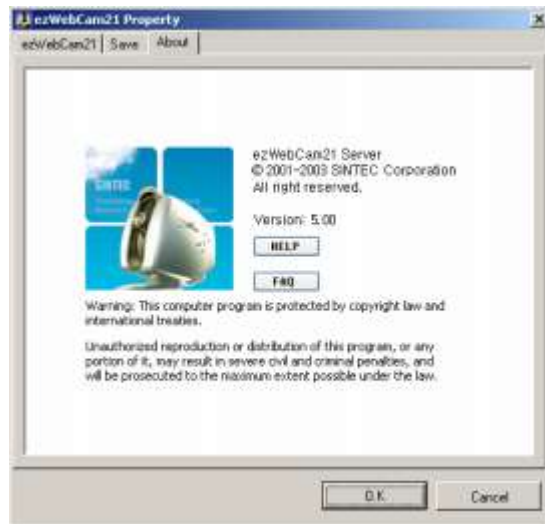 ezWebCam21 Property
ezWebCam21 Save About
SINTEC
ezWebCam21 Server
© 2001-2003 SINTEC Corporation
All right reserved.
Version: 5.00
HELP
FAQ
Warning: This computer program is protected by copyright law and
international treaties.
Unauthorized reproduction or distribution of this program, or any
portion of it, may result in severe civil and criminal penalties, and
will be prosecuted to the maximum extent possible under the law.
O.K. Cancel